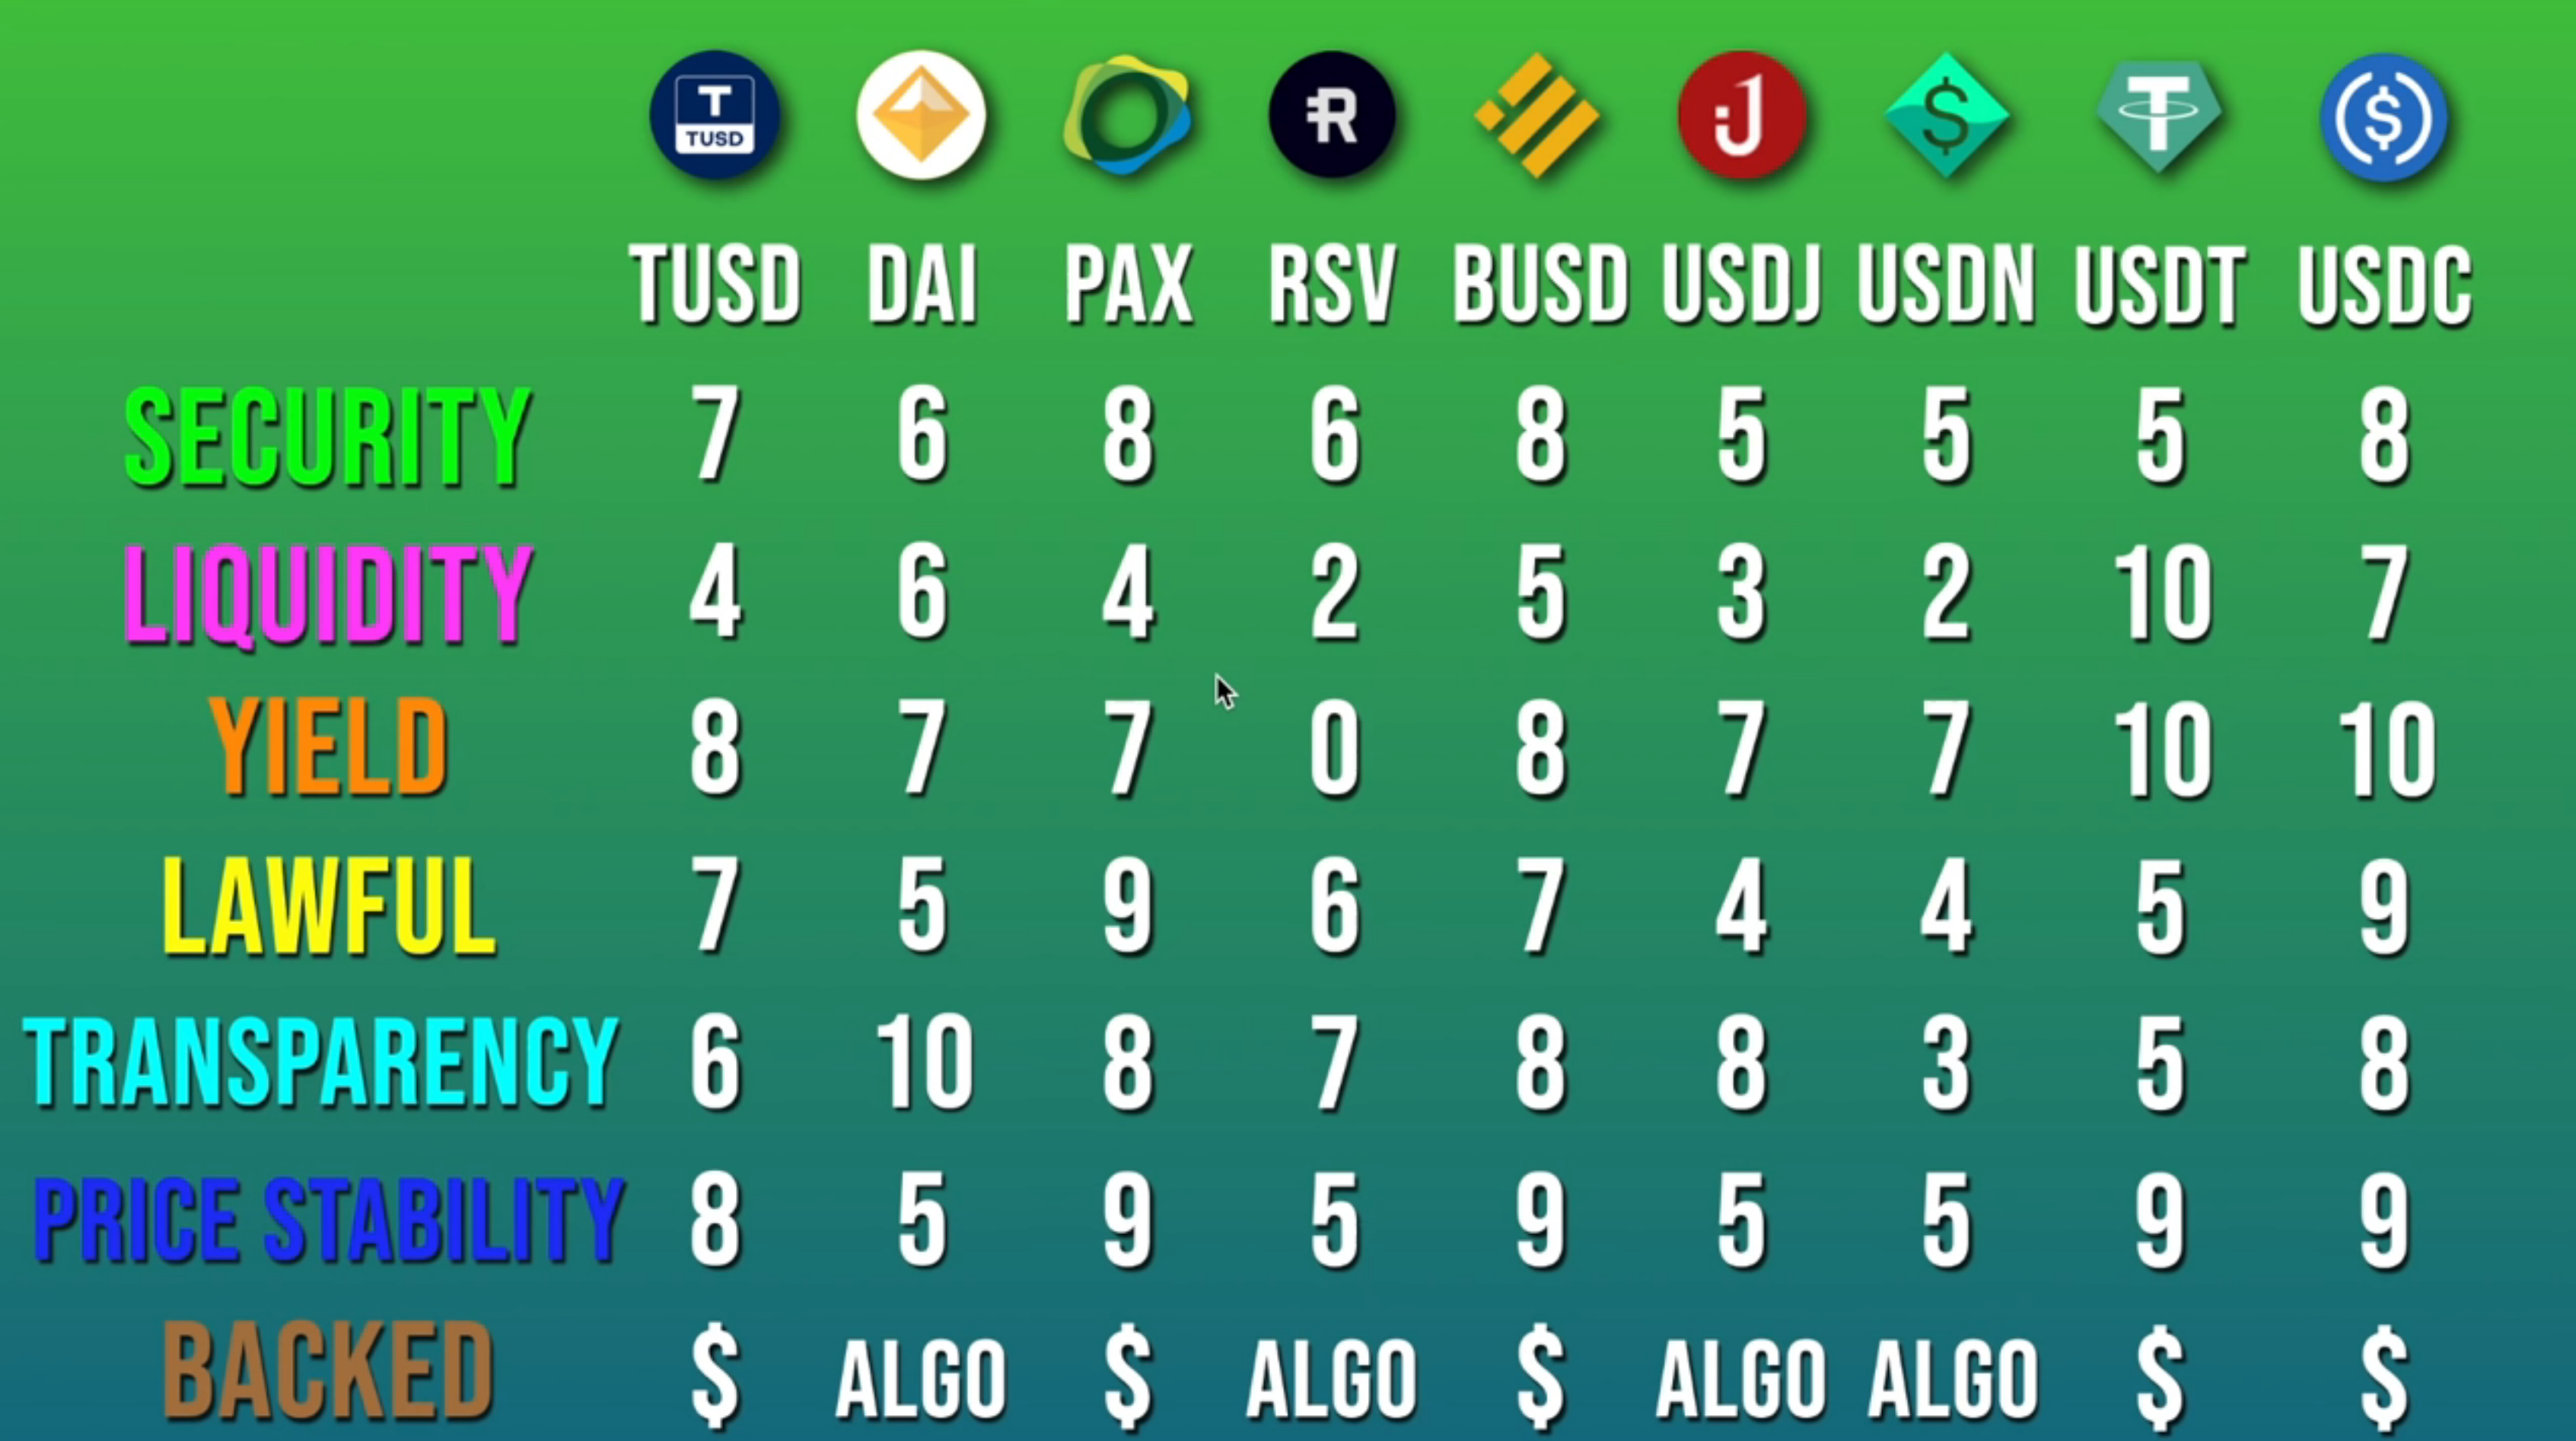 T
TUSD
R
J
$
T
$
TUSD DAI PAX RSV BUSD USDJ USDN USDT USDC
SECURITY 7 6 8 6 8 5 5 5 8
LIQUIDITY 4 6 4 2 5 3 2 10 7
YIELD 8 7 7 0 8 7 7 10 10
LAWFUL 7 5 9 6 7 4 4 5 9
TRANSPARENCY 6 10 8 7 8 8 3 5 8
PRICE STABILITY 8 5 9 5 9 5 5 9 9
BACKED $ ALGO $ ALGO $ ALGO ALGO $ $